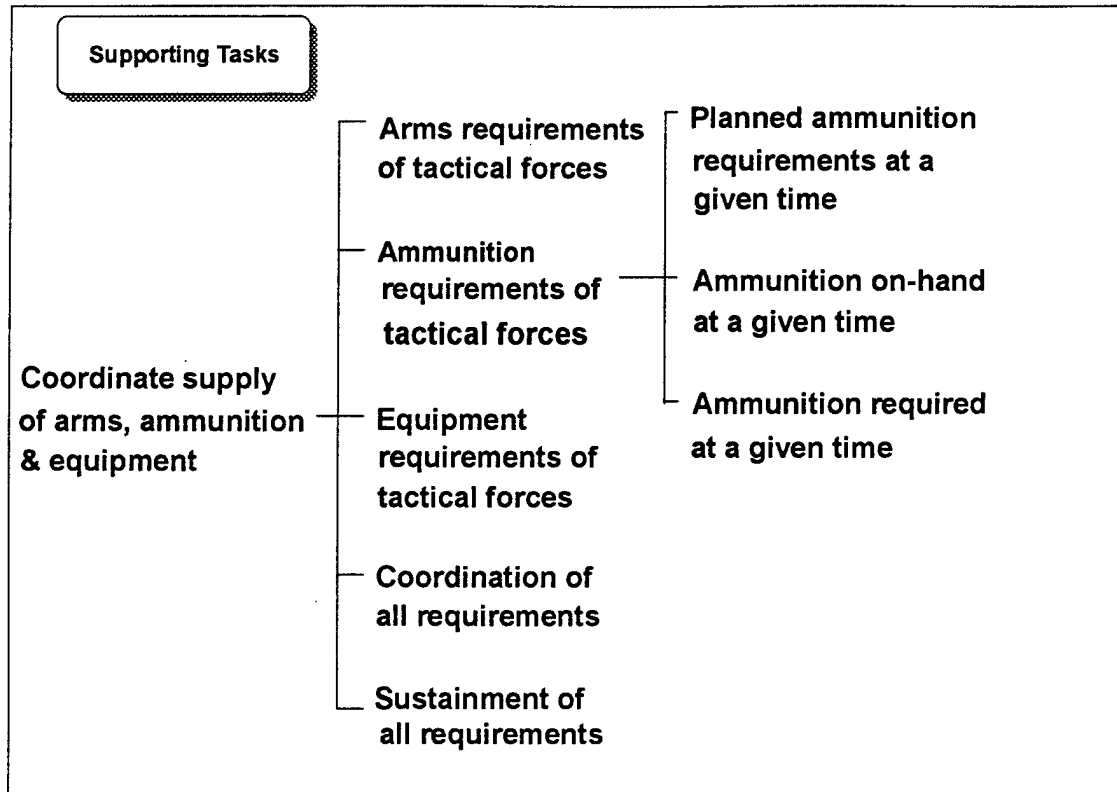 Supporting Tasks
Coordinate supply
of arms, ammunition
& equipment
Arms requirements
of tactical forces
Ammunition
requirements of
tactical forces
Equipment
requirements of
tactical forces
Coordination of
all requirements
Sustainment of
all requirements
Planned ammunition
requirements at a
given time
Ammunition on-hand
at a given time
Ammunition required
at a given time